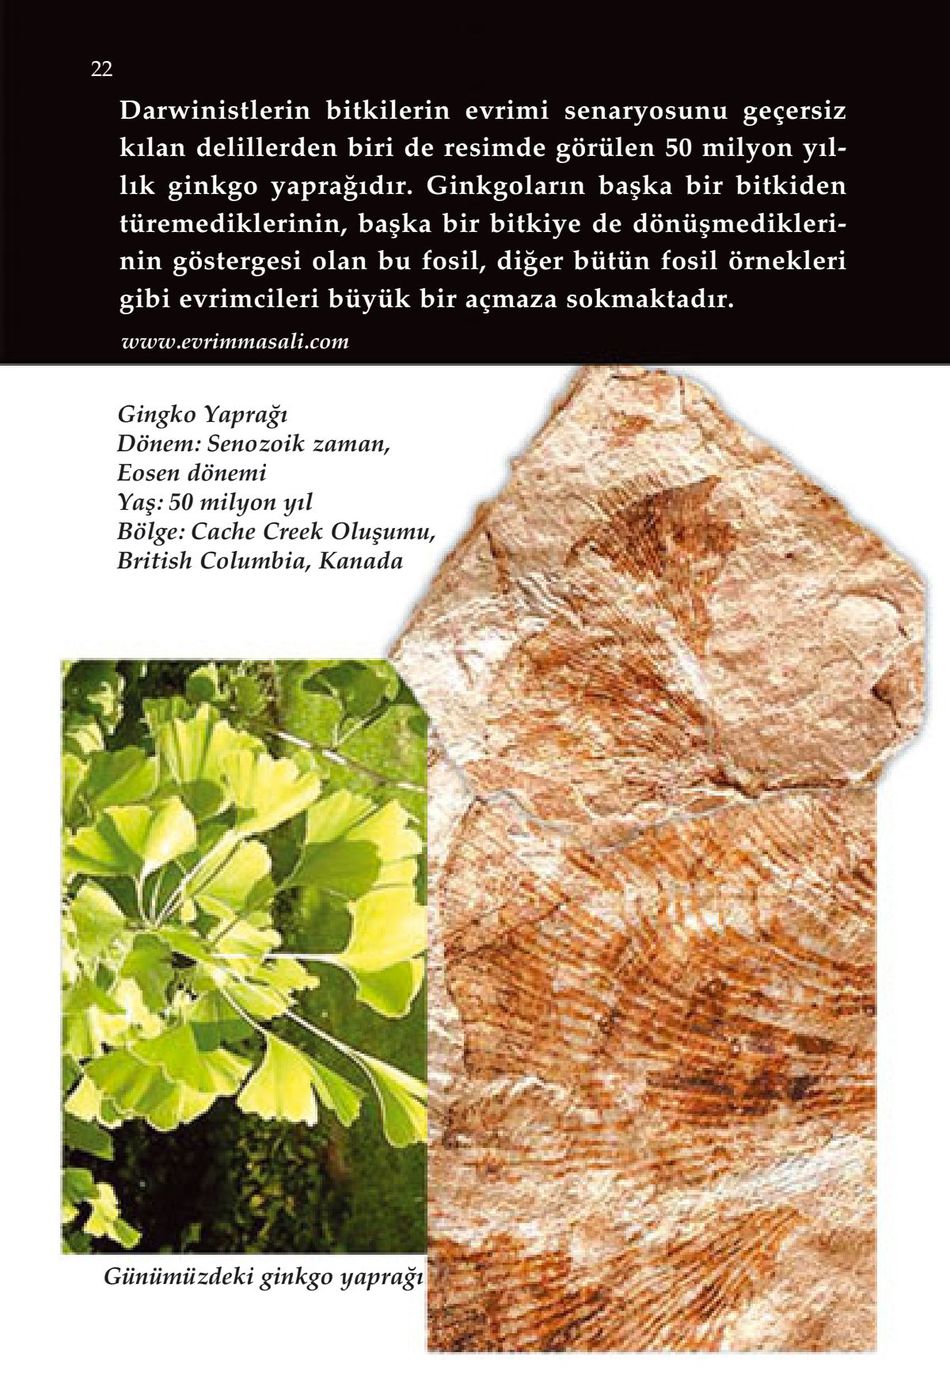 22
Darwinistlerin bitkilerin evrimi senaryosunu geçersiz
kılan delillerden biri de resimde görülen 50 milyon yıl-
lık ginkgo yaprağıdır. Ginkgoların başka bir bitkiden
türemediklerinin, başka bir bitkiye de dönüşmedikleri-
nin göstergesi olan bu fosil, diğer bütün fosil örnekleri
gibi evrimcileri büyük bir açmaza sokmaktadır.
www.evrimmasali.com
Gingko Yaprağı
Dönem: Senozoik zaman,
Eosen dönemi
Yaş: 50 milyon yıl
Bölge: Cache Creek Oluşumu,
British Columbia, Kanada
Günümüzdeki ginkgo yaprağı